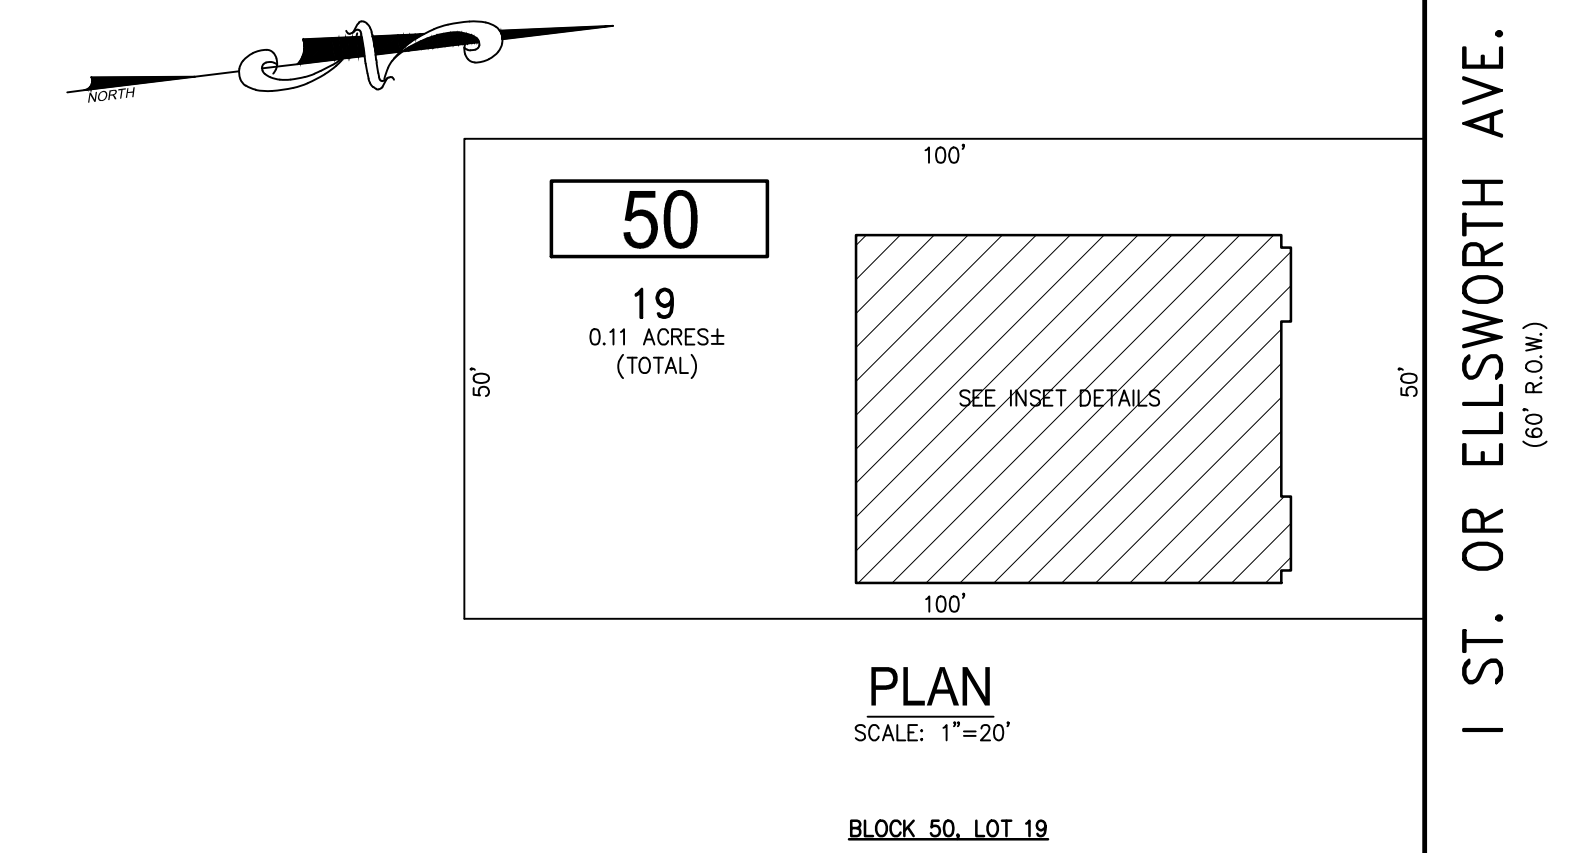 NORTH
100'
50
19
0.11 ACRES±
(TOTAL)
50'
SEE INSET DETAILS
50'
100'
I ST. OR ELLSWORTH AVE.
(60' R.O.W.)
PLAN
SCALE: 1"=20'
BLOCK 50, LOT 19